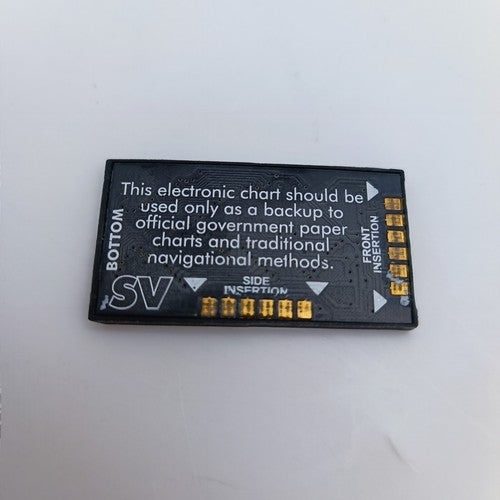 This electronic chart should be
used only as a backup to
official government paper
charts and traditional
navigational methods.
BOTTOM
SV
SIDE
INSERTION
FRONT
INSERTION